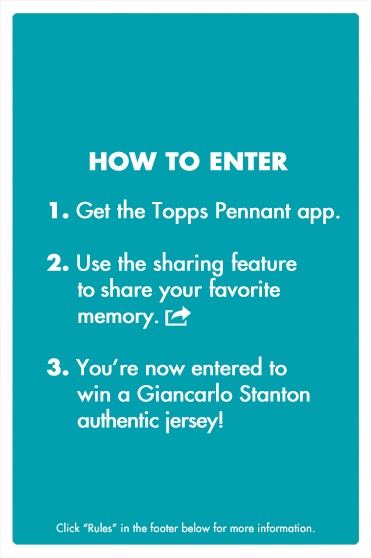 HOW TO ENTER
1. Get the Topps Pennant app.
2. Use the sharing feature
to share your favorite
memory.
3. You're now entered to
win a Giancarlo Stanton
authentic jersey!
Click "Rules" in the footer below for more information.